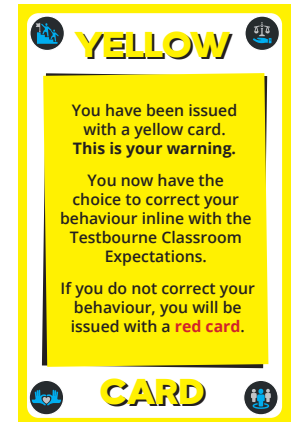 YELLOW
You have been issued
with a yellow card.
This is your warning.
You now have the
choice to correct your
behaviour inline with the
Testbourne Classroom
Expectations.
If you do not correct your
behaviour, you will be
issued with a red card.
CARD